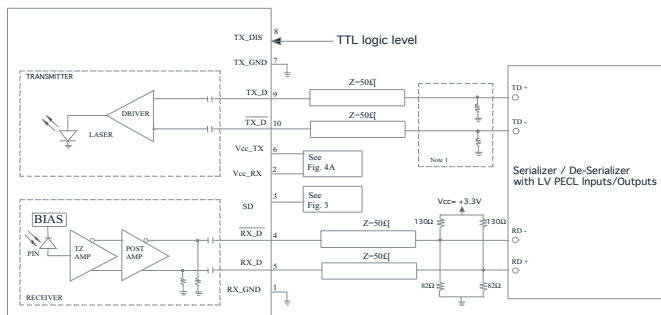 TX_DIS
8
TTL logic level
TX_GND
7
TRANSMITTER
DRIVER
LASER
TX_D
9
Z=50£[
TD +
TX_D
10
Z=50£[
TD -
Note 1
Vcc_TX
6
See
Fig. 4A
Vcc_RX
2
SD
3
See
Fig. 3
Serializer / De-Serializer
with LV PECL Inputs/Outputs
Vcc= +3.3V
130Ω
130Ω
BIAS
PIN
TZ
AMP
POST
AMP
RECEIVER
RX_D
4
Z=50£[
RD -
RX_D
5
Z=50£[
RD +
82Ω
82Ω
RX_GND
1